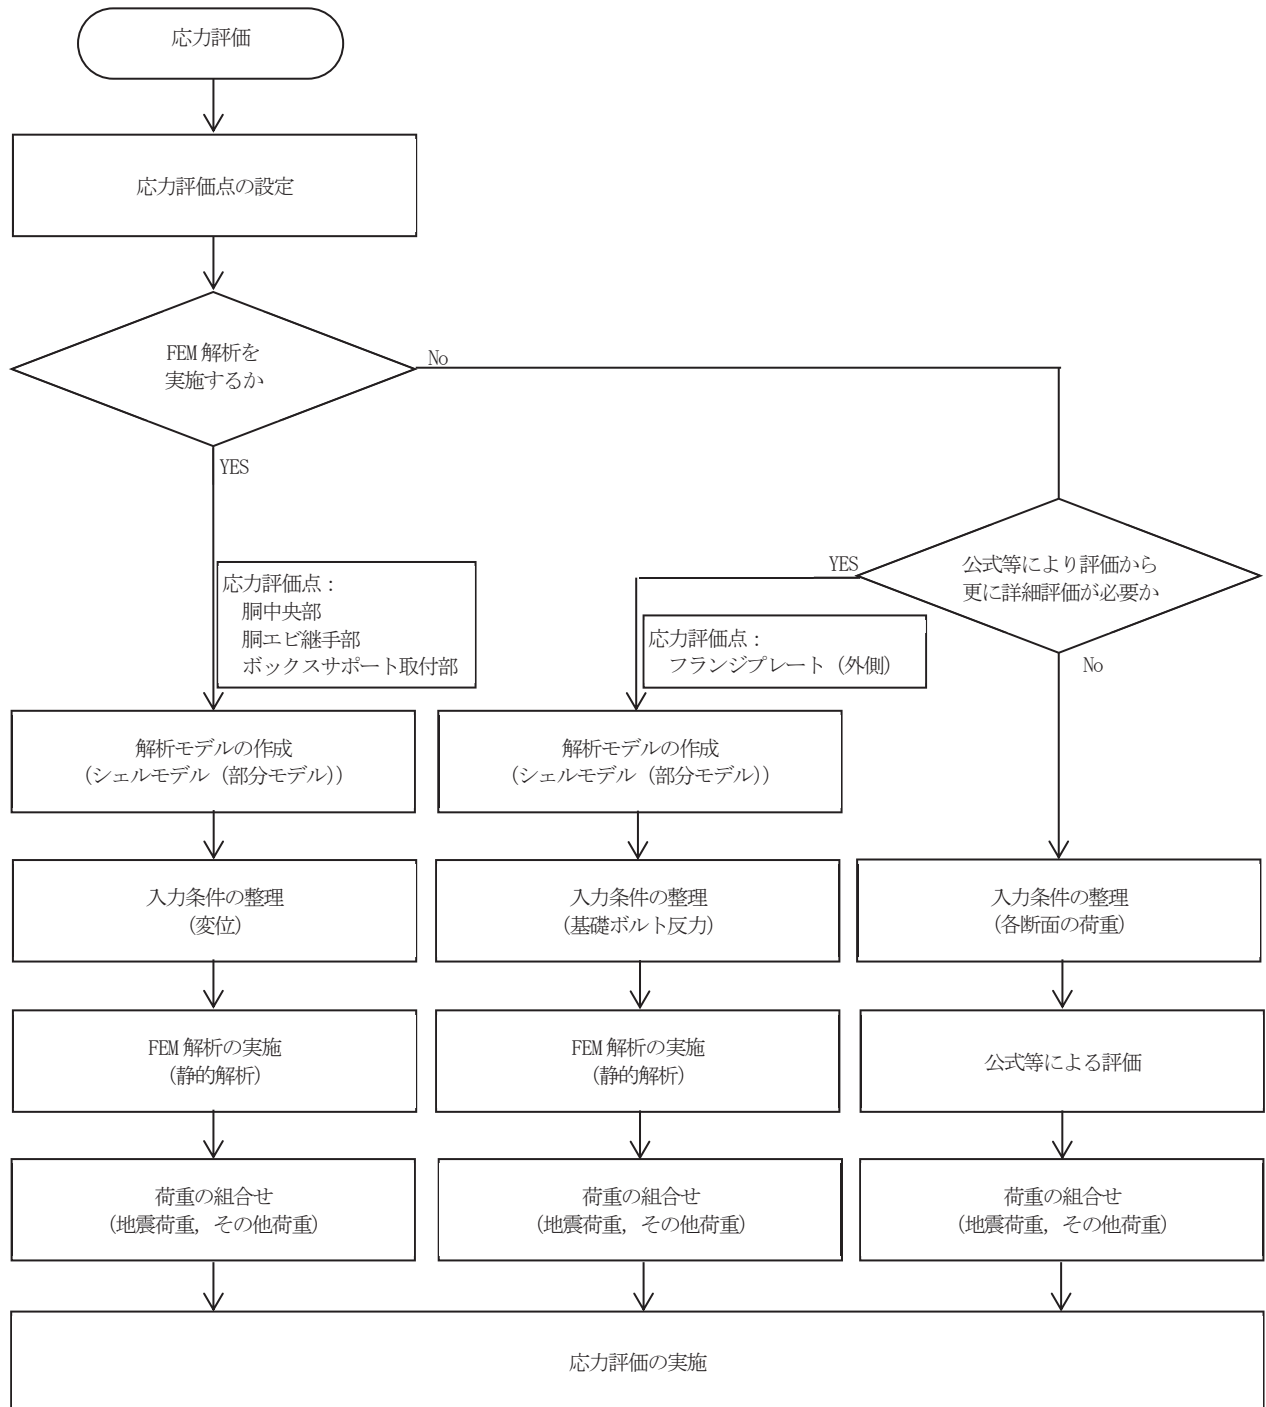 応力評価
応力評価点の設定
FEM 解析を
実施するか
No
YES
公式等により評価から
更に詳細評価が必要か
YES
No
応力評価点:
胴中央部
胴エビ継手部
ボックスサポート取付部
応力評価点:
フランジプレート（外側）
解析モデルの作成
（シェルモデル（部分モデル））
解析モデルの作成
（シェルモデル（部分モデル））
入力条件の整理
（変位）
入力条件の整理
（基礎ボルト反力）
入力条件の整理
（各断面の荷重）
FEM 解析の実施
（静的解析）
FEM 解析の実施
（静的解析）
公式等による評価
荷重の組合せ
（地震荷重，その他荷重）
荷重の組合せ
（地震荷重，その他荷重）
荷重の組合せ
（地震荷重，その他荷重）
応力評価の実施